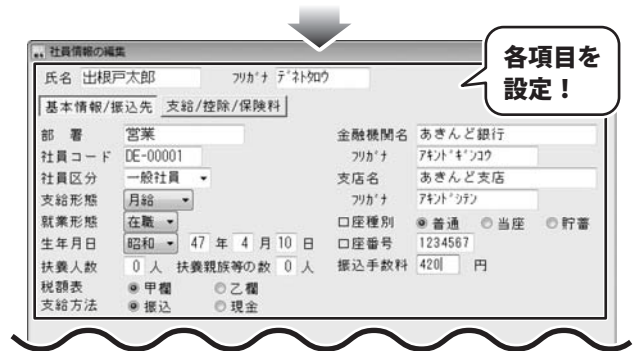 社員情報の編集
各項目を
設定！
氏名 出根戸太郎 フリガナ デネトタロウ
基本情報/振込先 支給/控除/保険料
部 署 営業 金融機関名 あきんど銀行
社員コード DE-00001 フリガナ アキンドギンコウ
社員区分 一般社員 支店名 あきんど支店
支給形態 月給 フリガナ アキンドシテン
就業形態 在職 口座種別 普通 当座 貯蓄
生年月日 昭和 47 年 4 月 10 日 口座番号 1234567
扶養人数 0 人 扶養親族等の数 0 人 振込手数料 420 円
税額表 甲欄 乙欄
支給方法 振込 現金